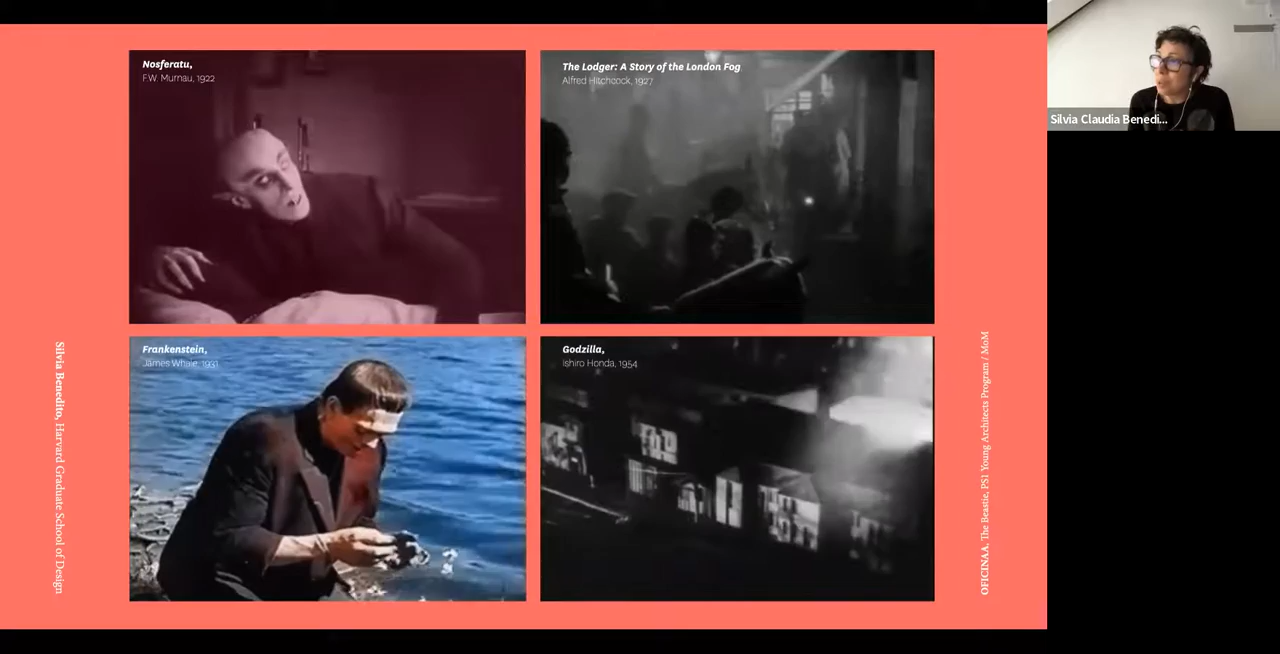 Nosferatu,
F.W. Murnau, 1922
The Lodger: A Story of the London Fog
Alfred Hitchcock, 1927
Silvia Claudia Benedi...
Frankenstein,
James Whale, 1931
Godzilla,
Ishiro Honda, 1954
Silvia Benedito, Harvard Graduate School of Design
OFICINAA, The Beastie, PS1 Young Architects Program / MoM